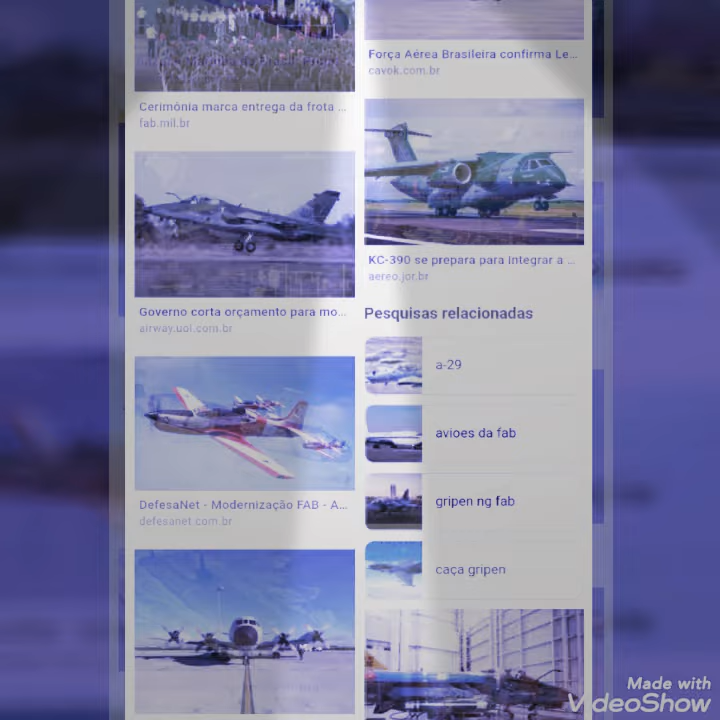 Cerimônia marca entrega da frota ...
fab.mil.br
Governo corta orçamento para mo...
airway.uol.com.br
DefesaNet - Modernização FAB - A...
defesanet.com.br
Força Aérea Brasileira confirma Le...
cavok.com.br
KC-390 se prepara para integrar a ...
aereo.jor.br
Pesquisas relacionadas
a-29
avioes da fab
gripen ng fab
caça gripen
Made with
VideoShow